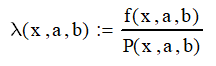 λ(x,a,b) := f(x,a,b) / P(x,a,b)